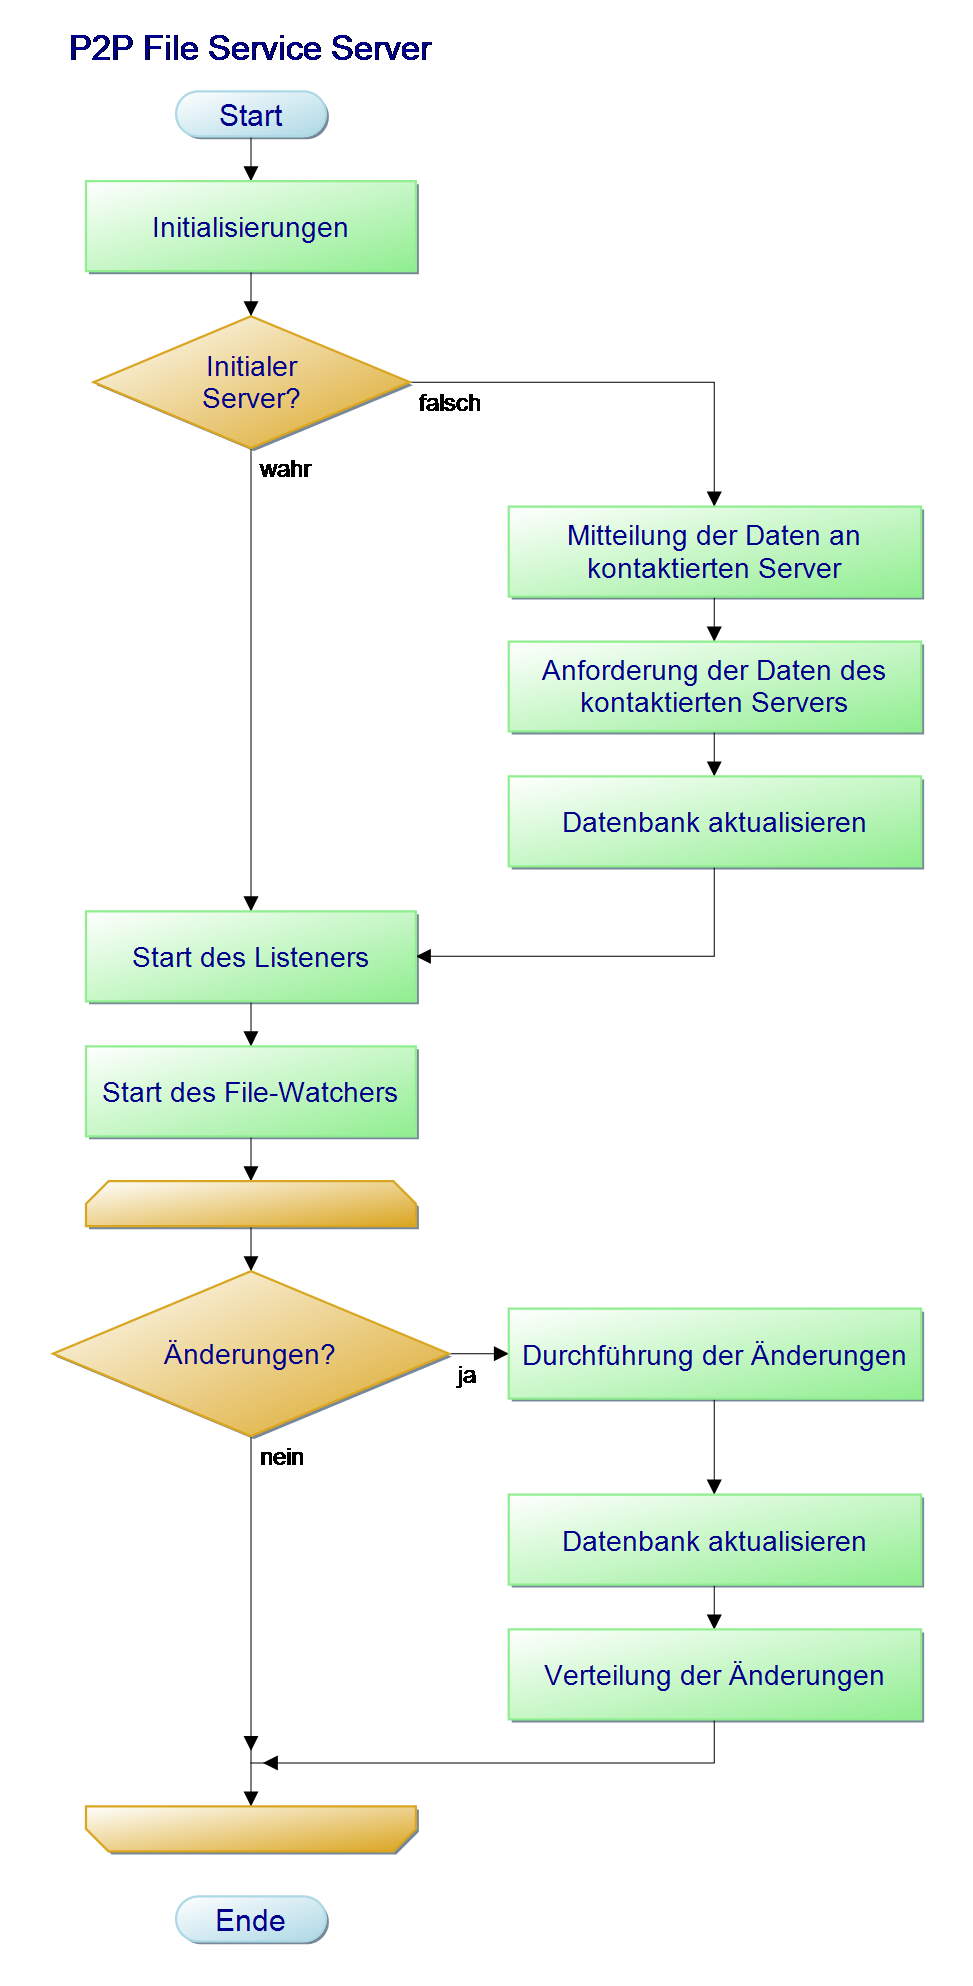 P2P File Service Server
Start
Initialisierungen
Initialer
Server?
falsch
wahr
Mitteilung der Daten an
kontaktierten Server
Anforderung der Daten des
kontaktierten Servers
Datenbank aktualisieren
Start des Listeners
Start des File-Watchers
Änderungen?
ja
nein
Durchführung der Änderungen
Datenbank aktualisieren
Verteilung der Änderungen
Ende